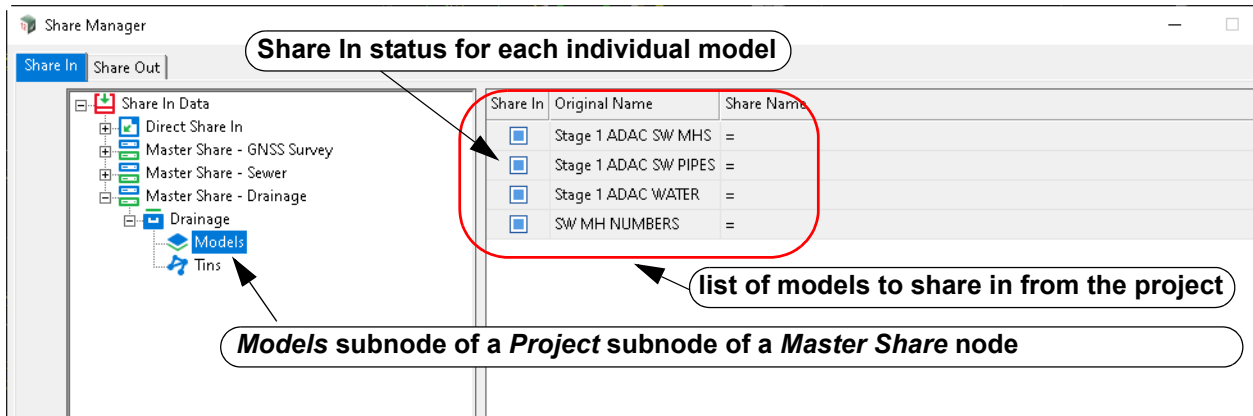 Share Manager
Share In status for each individual model
Share In Share Out
Share In Data
Direct Share In
Master Share - GNSS Survey
Master Share - Sewer
Master Share - Drainage
Drainage
Models
Tins
Share In Original Name Share Name
Stage 1 ADAC SW MHS =
Stage 1 ADAC SW PIPES =
Stage 1 ADAC WATER =
SW MH NUMBERS =
list of models to share in from the project
Models subnode of a Project subnode of a Master Share node